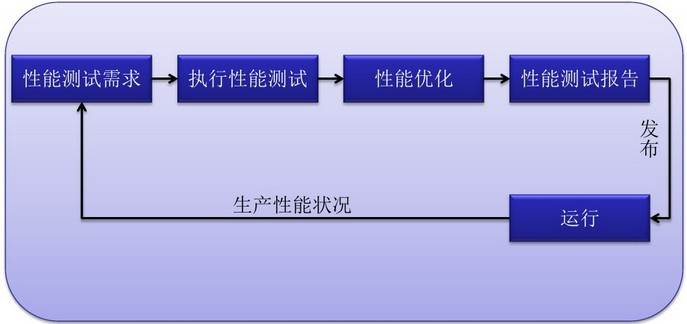 性能测试需求
执行性能测试
性能优化
性能测试报告
发布
生产性能状况
运行